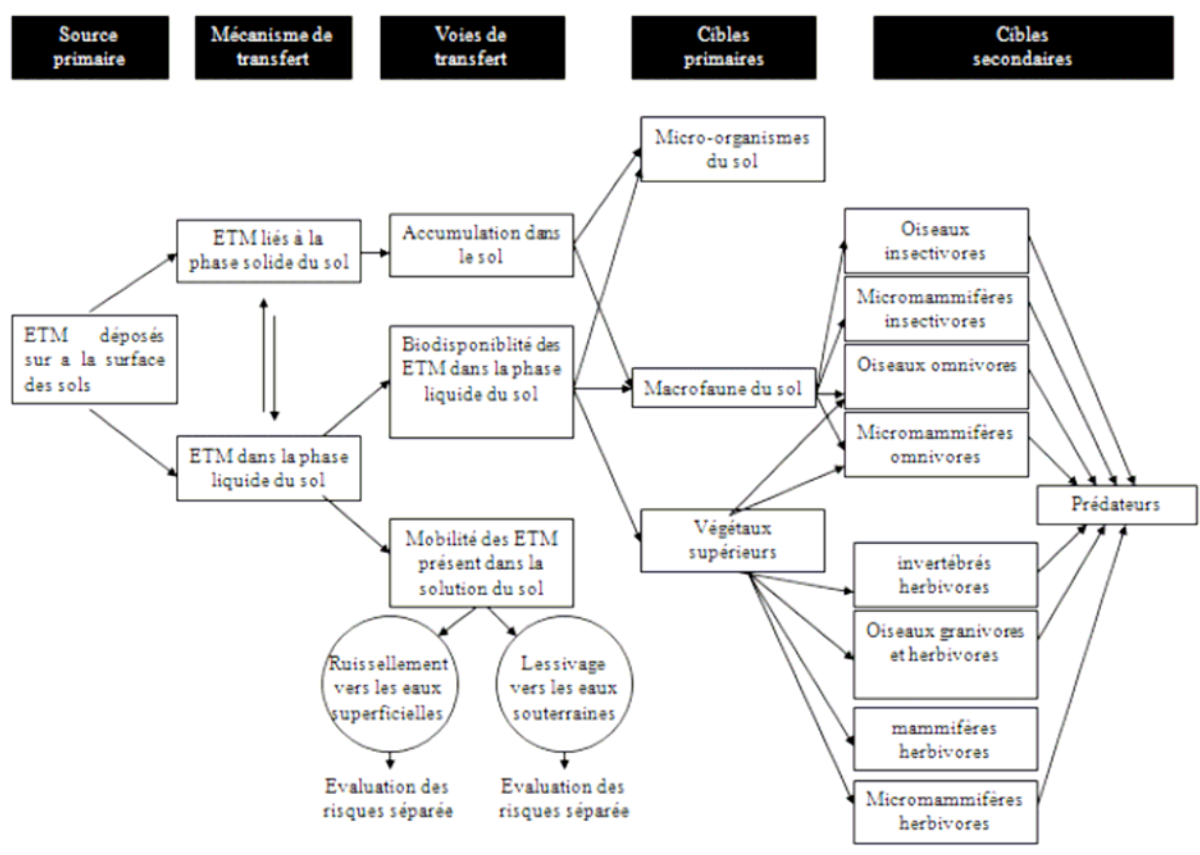 Source
primaire
Mécanisme de
transfert
Voies de
transfert
Cibles
primaires
Cibles
secondaires
Micro-organismes
du sol
ETM liés à la
phase solide du sol
Accumulation dans
le sol
Oiseaux
insectivores
Micromammifères
insectivores
ETM déposés
sur a la surface
des sols
Biodisponiblité des
ETM dans la phase
liquide du sol
Macrofaune du sol
Oiseaux omnivores
Micromammifères
omnivores
ETM dans la phase
liquide du sol
Prédateurs
Végétaux
supérieurs
Mobilité des ETM
présent dans la
solution du sol
invertébrés
herbivores
Oiseaux granivores
et herbivores
Ruissellement
vers les eaux
superficielles
Lessivage
vers les eaux
souterraines
mammifères
herbivores
Evaluation des
risques séparée
Evaluation des
risques séparée
Micromammifères
herbivores